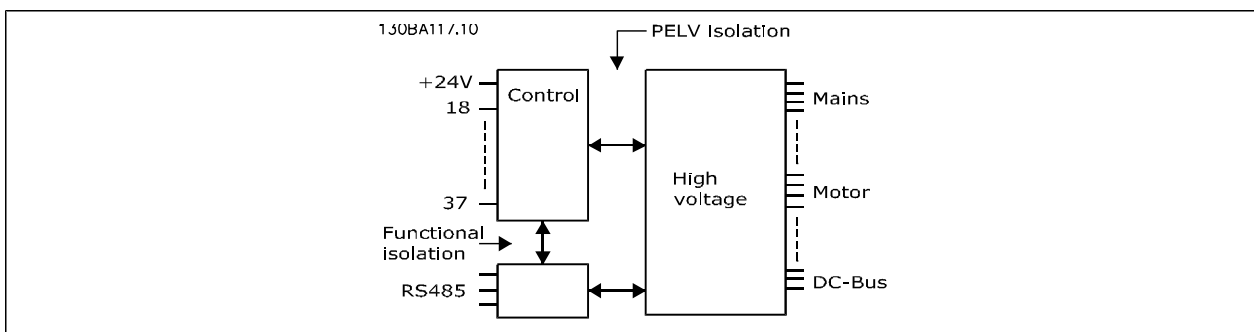 130BA117.10
PELV Isolation
+24V
Control
18
Mains
High
voltage
37
Motor
Functional
isolation
RS485
DC-Bus